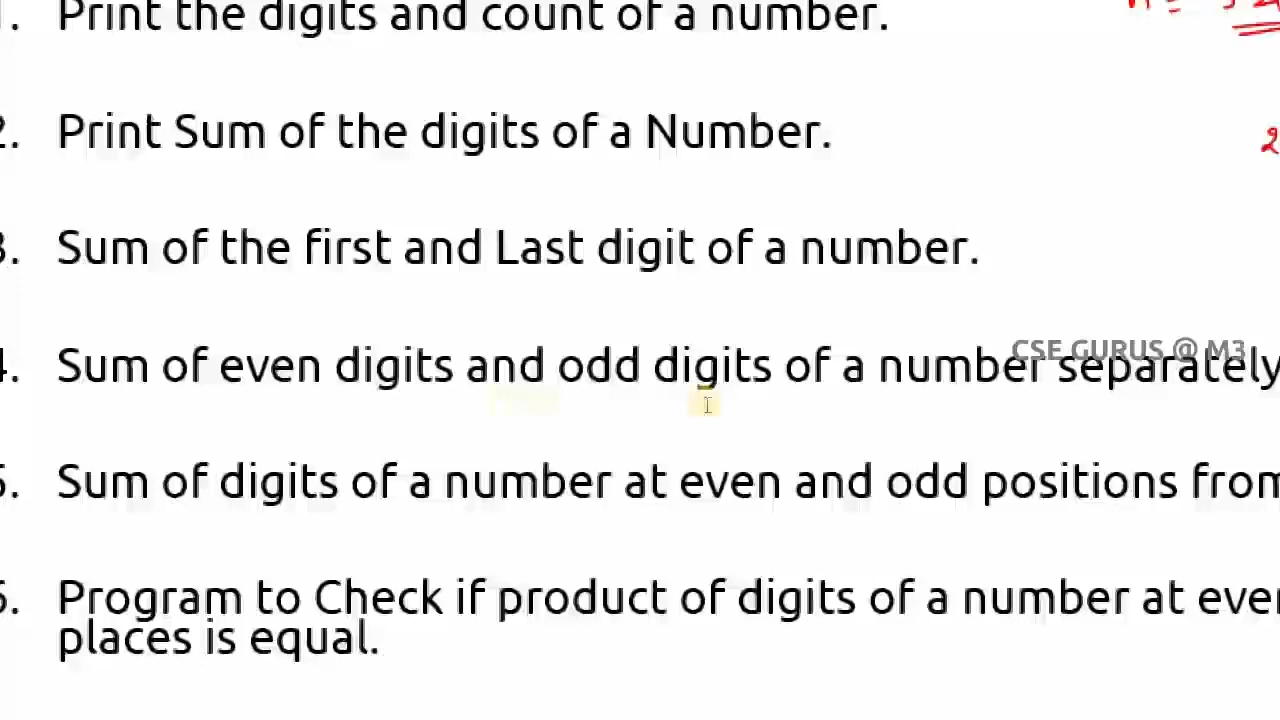 1. Print the digits and count of a number.
2. Print Sum of the digits of a Number.
3. Sum of the first and Last digit of a number.
CSE GURUS @ M3
4. Sum of even digits and odd digits of a number separately
5. Sum of digits of a number at even and odd positions from
6. Program to Check if product of digits of a number at even
places is equal.